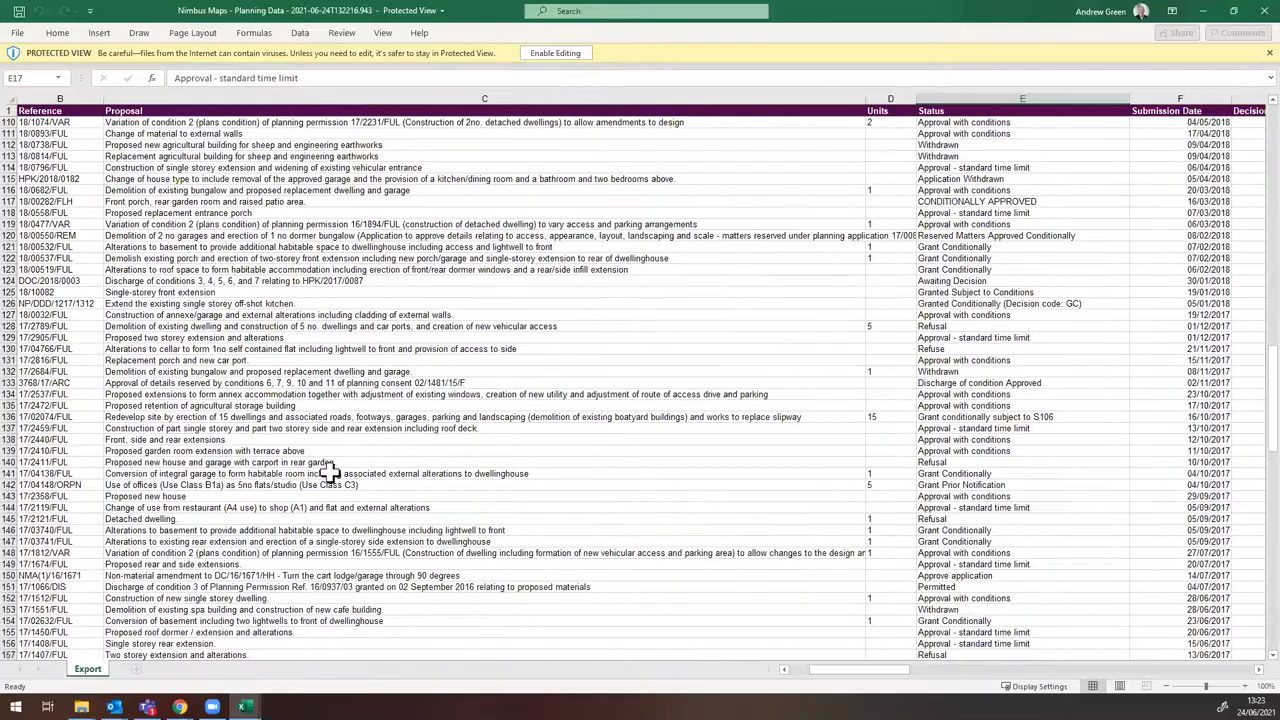 Nimbus Maps - Planning Data - 2021-06-24T132216.943 - Protected View
Search
Andrew Green
File Home Insert Draw Page Layout Formulas Data Review View Help Share Comments
PROTECTED VIEW Be careful—files from the Internet can contain viruses. Unless you need to edit, it's safer to stay in Protected View. Enable Editing
E17 Approval - standard time limit
B C D E F
1 Reference Proposal Units Status Submission Date Decisio
110 18/1074/VAR Variation of condition 2 (plans condition) of planning permission 17/2231/FUL (Construction of 2no. detached dwellings) to allow amendments to design 2 Approval with conditions 04/05/2018
111 18/0893/FUL Change of material to external walls Approval with conditions 17/04/2018
112 18/0738/FUL Proposed new agricultural building for sheep and engineering earthworks Withdrawn 09/04/2018
113 18/0814/FUL Replacement agricultural building for sheep and engineering earthworks Withdrawn 09/04/2018
114 18/0796/FUL Construction of single storey extension and widening of existing vehicular entrance Approval - standard time limit 06/04/2018
115 HPK/2018/0182 Change of house type to include removal of the approved garage and the provision of a kitchen/dining room and a bathroom and two bedrooms above. Application Withdrawn 05/04/2018
116 18/0682/FUL Demolition of existing bungalow and proposed replacement dwelling and garage 1 Approval with conditions 20/03/2018
117 18/00282/FLH Front porch, rear garden room and raised patio area. CONDITIONALLY APPROVED 16/03/2018
118 18/0558/FUL Proposed replacement entrance porch Approval - standard time limit 07/03/2018
119 18/0477/VAR Variation of condition 2 (plans condition) of planning permission 16/1894/FUL (construction of detached dwelling) to vary access and parking arrangements 1 Approval with conditions 06/03/2018
120 18/00550/REM Demolition of 2 no garages and erection of 1 no dormer bungalow (Application to approve details relating to access, appearance, layout, landscaping and scale - matters reserved under planning application 17/008 Reserved Matters Approved Conditionally 08/02/2018
121 18/00532/FUL Alterations to basement to provide additional habitable space to dwellinghouse including access and lightwell to front 1 Grant Conditionally 07/02/2018
122 18/00537/FUL Demolish existing porch and erection of two-storey front extension including new porch/garage and single-storey extension to rear of dwellinghouse 1 Grant Conditionally 07/02/2018
123 18/00519/FUL Alterations to roof space to form habitable accommodation including erection of front/rear dormer windows and a rear/side infill extension Grant Conditionally 06/02/2018
124 DOC/2018/0003 Discharge of conditions 3, 4, 5, 6, and 7 relating to HPK/2017/0087 Awaiting Decision 30/01/2018
125 18/10082 Single-storey front extension Granted Subject to Conditions 19/01/2018
126 NP/DDD/1217/1312 Extend the existing single storey off-shot kitchen. Granted Conditionally (Decision code: GC) 05/01/2018
127 18/0032/FUL Construction of annexe/garage and external alterations including cladding of external walls. Approval with conditions 19/12/2017
128 17/2789/FUL Demolition of existing dwelling and construction of 5 no. dwellings and car ports, and creation of new vehicular access 5 Refusal 01/12/2017
129 17/2905/FUL Proposed two storey extension and alterations Approval - standard time limit 01/12/2017
130 17/04766/FUL Alterations to cellar to form 1no self contained flat including lightwell to front and provision of access to side Refuse 21/11/2017
131 17/2816/FUL Replacement porch and new car port. Approval with conditions 15/11/2017
132 17/2684/FUL Demolition of existing bungalow and proposed replacement dwelling and garage. 1 Withdrawn 08/11/2017
133 3768/17/ARC Approval of details reserved by conditions 6, 7, 9, 10 and 11 of planning consent 02/1481/15/F Discharge of condition Approved 02/11/2017
134 17/2537/FUL Proposed extensions to form annex accommodation together with adjustment of existing windows, creation of new utility and adjustment of route of access drive and parking Approval with conditions 23/10/2017
135 17/2472/FUL Proposed retention of agricultural storage building Approval with conditions 17/10/2017
136 17/02074/FUL Redevelop site by erection of 15 dwellings and associated roads, footways, garages, parking and landscaping (demolition of existing boatyard buildings) and works to replace slipway 15 Grant conditionally subject to S106 16/10/2017
137 17/2459/FUL Construction of part single storey and part two storey side and rear extension including roof deck. Approval - standard time limit 13/10/2017
138 17/2440/FUL Front, side and rear extensions Approval with conditions 12/10/2017
139 17/2410/FUL Proposed garden room extension with terrace above Approval with conditions 11/10/2017
140 17/2411/FUL Proposed new house and garage with carport in rear garden Refusal 10/10/2017
141 17/04138/FUL Conversion of integral garage to form habitable room associated external alterations to dwellinghouse 1 Grant Conditionally 04/10/2017
142 17/04148/ORPN Use of offices (Use Class B1a) as 5no flats/studio (Use Class C3) 5 Grant Prior Notification 04/10/2017
143 17/2358/FUL Proposed new house Approval with conditions 29/09/2017
144 17/2119/FUL Change of use from restaurant (A4 use) to shop (A1) and flat and external alterations Approval with conditions 05/09/2017
145 17/2121/FUL Detached dwelling. 1 Refusal 05/09/2017
146 17/03740/FUL Alterations to basement to provide additional habitable space to dwellinghouse including lightwell to front 1 Grant Conditionally 05/09/2017
147 17/03741/FUL Alterations to existing rear extension and erection of a single-storey side extension to dwellinghouse 1 Grant Conditionally 05/09/2017
148 17/1812/VAR Variation of condition 2 (plans condition) of planning permission 16/1555/FUL (Construction of dwelling including formation of new vehicular access and parking area) to allow changes to the design ar 1 Approval with conditions 27/07/2017
149 17/1674/FUL Proposed rear and side extensions. Approval with conditions 20/07/2017
150 NMA(1)/16/1671 Non-material amendment to DC/16/1671/HH - Turn the cart lodge/garage through 90 degrees Approve application 14/07/2017
151 17/1066/DIS Discharge of condition 3 of Planning Permission Ref. 16/0937/03 granted on 02 September 2016 relating to proposed materials Permitted 04/07/2017
152 17/1512/FUL Construction of new single storey dwelling. 1 Approval with conditions 28/06/2017
153 17/1551/FUL Demolition of existing spa building and construction of new cafe building. Withdrawn 28/06/2017
154 17/02632/FUL Conversion of basement including two lightwells to front of dwellinghouse 1 Grant Conditionally 23/06/2017
155 17/1450/FUL Proposed roof dormer / extension and alterations. Approval - standard time limit 20/06/2017
156 17/1408/FUL Single storey rear extension. Approval - standard time limit 15/06/2017
157 17/1407/FUL Two storey extension and alterations. Refusal 13/06/2017
Export
Ready Display Settings 100%
13:23
24/06/2021